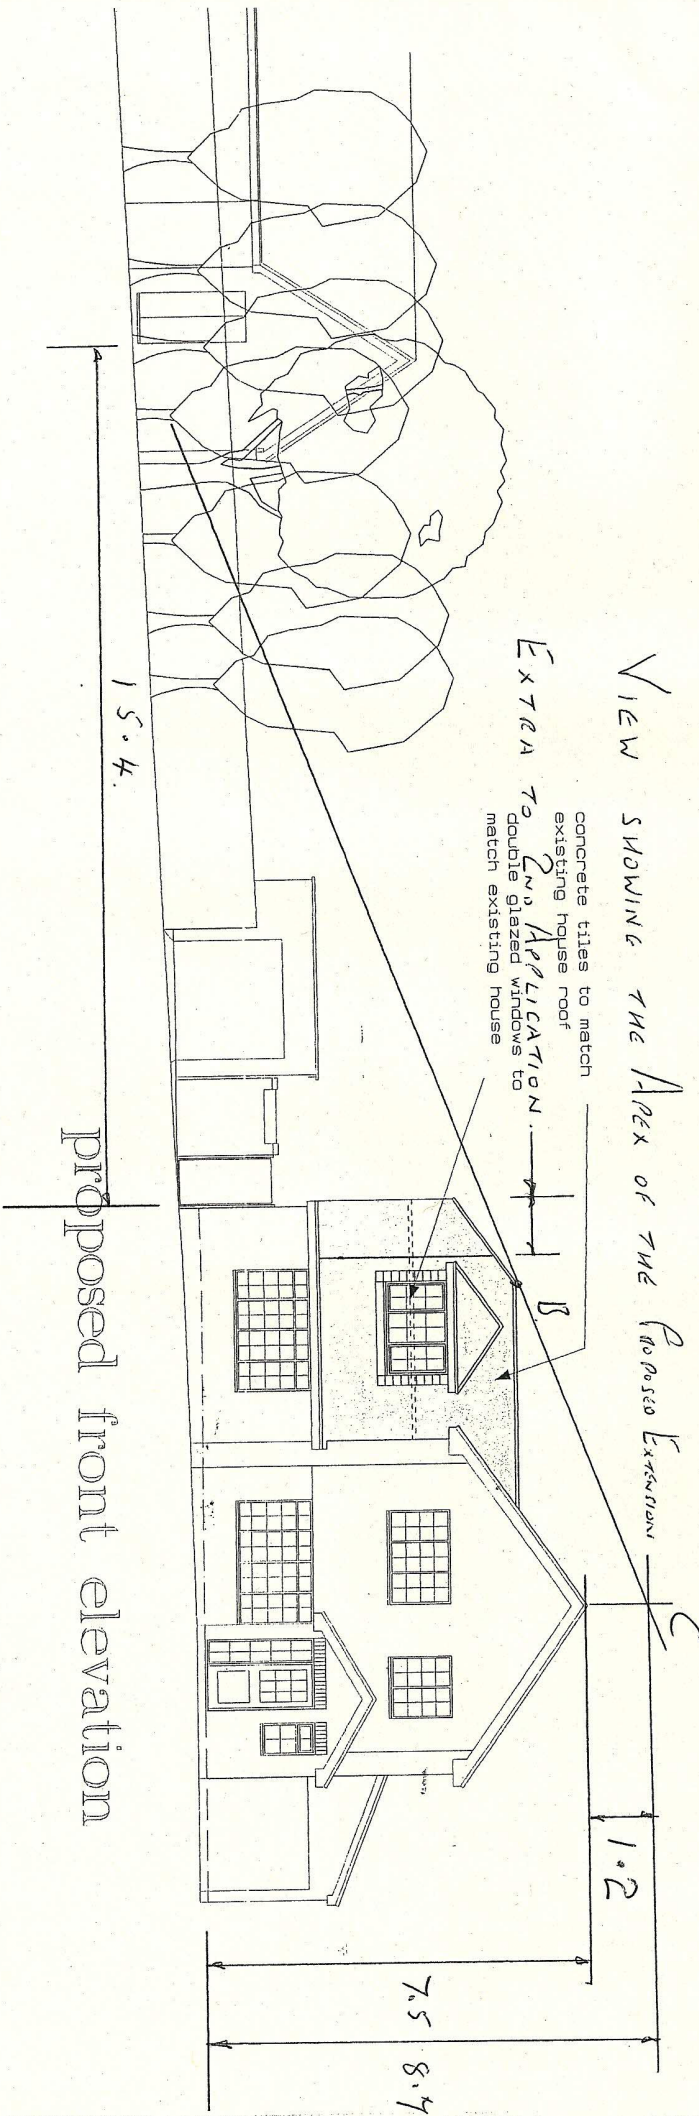 VIEW SHOWING THE APEX OF THE PROPOSED EXTENSION
C
concrete tiles to match
existing house roof
EXTRA TO 2ND APPLICATION.
double glazed windows to
match existing house
B
1.2
7.5
8.7
15.4.
proposed front elevation